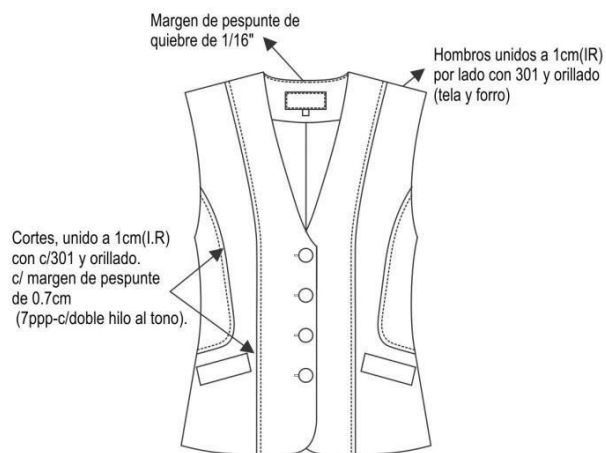 Margen de pespunte de
quiebre de 1/16"
Hombros unidos a 1cm(IR)
por lado con 301 y orillado
(tela y forro)
Cortes, unido a 1cm(I.R)
con c/301 y orillado.
c/ margen de pespunte
de 0.7cm
(7ppp-c/doble hilo al tono).